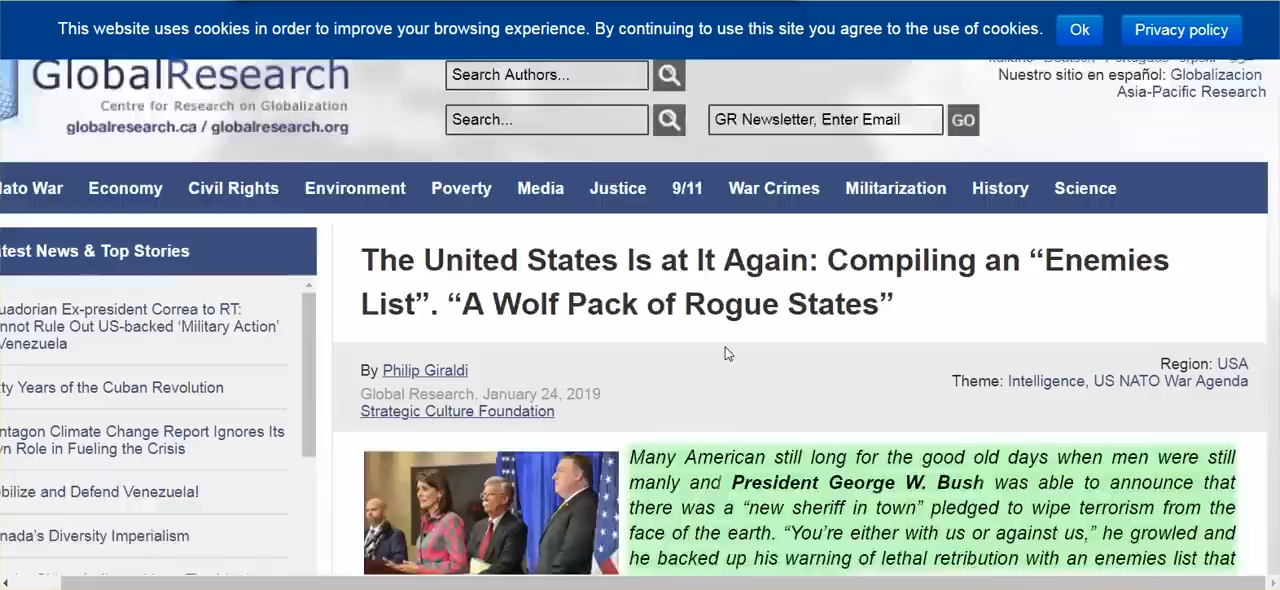 This website uses cookies in order to improve your browsing experience. By continuing to use this site you agree to the use of cookies.
Ok
Privacy policy
GlobalResearch
Centre for Research on Globalization
globalresearch.ca / globalresearch.org
Search Authors...
Search...
GR Newsletter, Enter Email
GO
Nuestro sitio en español: Globalizacion
Asia-Pacific Research
ato War
Economy
Civil Rights
Environment
Poverty
Media
Justice
9/11
War Crimes
Militarization
History
Science
test News & Top Stories
uadorian Ex-president Correa to RT:
nnot Rule Out US-backed ‘Military Action’
Venezuela
ty Years of the Cuban Revolution
ntagon Climate Change Report Ignores Its
n Role in Fueling the Crisis
bilize and Defend Venezuela!
nada’s Diversity Imperialism
The United States Is at It Again: Compiling an “Enemies
List”. “A Wolf Pack of Rogue States”
By Philip Giraldi
Global Research, January 24, 2019
Strategic Culture Foundation
Region: USA
Theme: Intelligence, US NATO War Agenda
Many American still long for the good old days when men were still
manly and President George W. Bush was able to announce that
there was a “new sheriff in town” pledged to wipe terrorism from the
face of the earth. “You’re either with us or against us,” he growled and
he backed up his warning of lethal retribution with an enemies list that